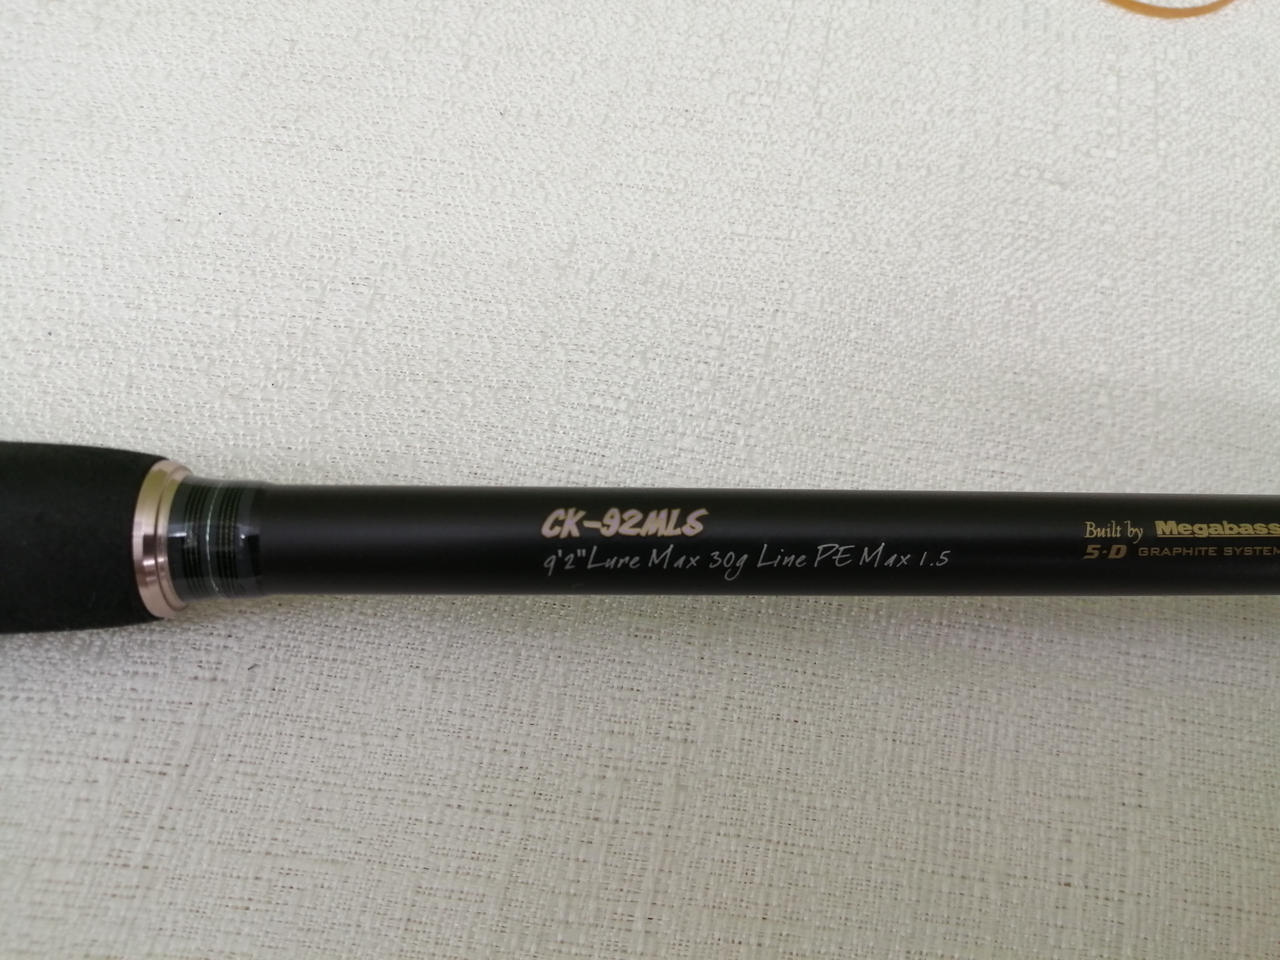 CK-92MLS
9'2" Lure Max 30g Line PE Max 1.5
Built by Megabass
5-D GRAPHITE SYSTEM